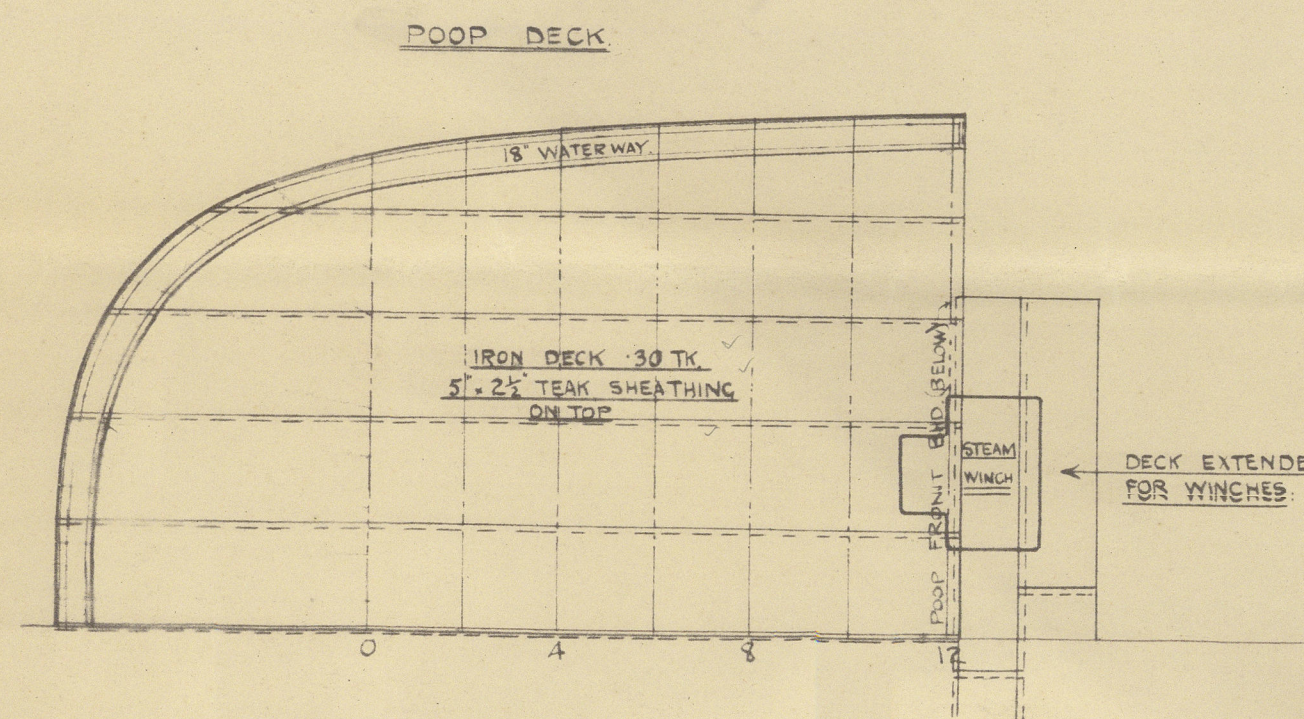 POOP DECK.
18" WATERWAY.
IRON DECK ·30 TK.
5" x 2½" TEAK SHEATHING
ON TOP
POOP FRONT BHD (BELOW)
STEAM
WINCH
DECK EXTENDE
FOR WINCHES.
0 4 8 12